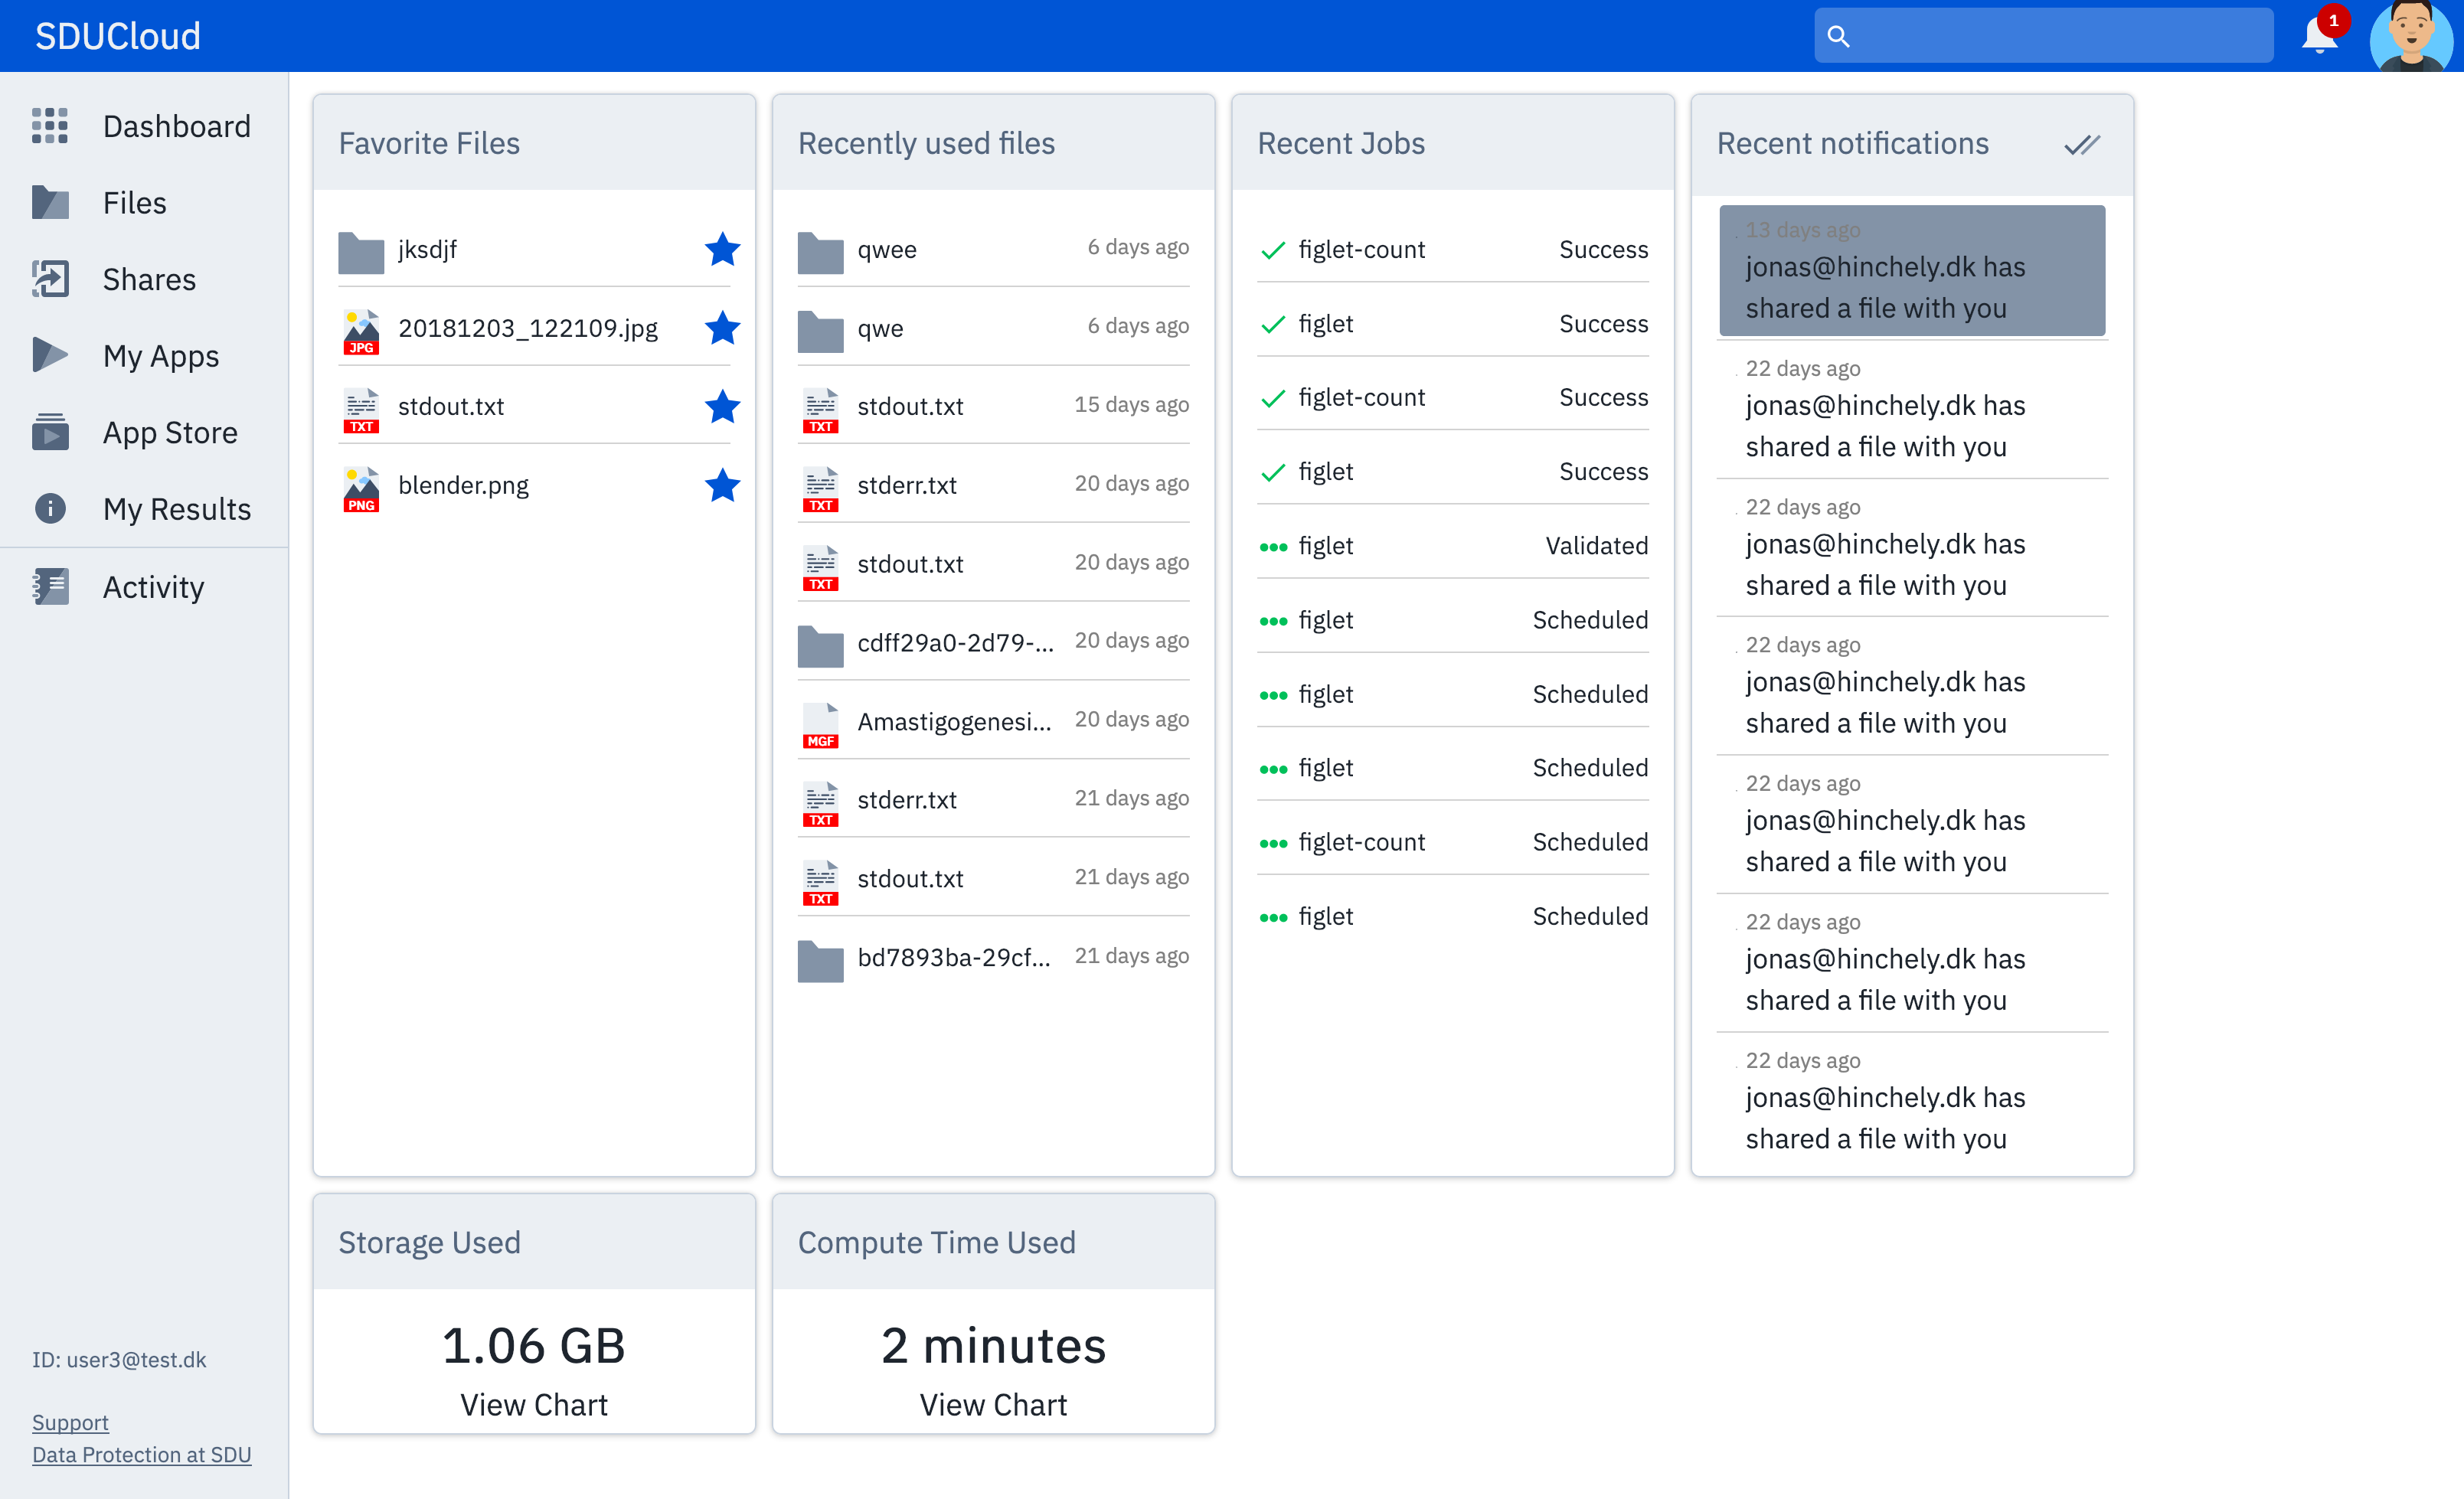 SDUCloud
1
Dashboard
Files
Shares
My Apps
App Store
My Results
Activity
ID: user3@test.dk
Support
Data Protection at SDU
Favorite Files
jksdjf
JPG
20181203_122109.jpg
TXT
stdout.txt
PNG
blender.png
Recently used files
qwee 6 days ago
qwe 6 days ago
TXT
stdout.txt 15 days ago
TXT
stderr.txt 20 days ago
TXT
stdout.txt 20 days ago
cdff29a0-2d79-... 20 days ago
MGF
Amastigogenesi... 20 days ago
TXT
stderr.txt 21 days ago
TXT
stdout.txt 21 days ago
bd7893ba-29cf... 21 days ago
Recent Jobs
figlet-count Success
figlet Success
figlet-count Success
figlet Success
figlet Validated
figlet Scheduled
figlet Scheduled
figlet Scheduled
figlet-count Scheduled
figlet Scheduled
Recent notifications
13 days ago
jonas@hinchely.dk has
shared a file with you
22 days ago
jonas@hinchely.dk has
shared a file with you
22 days ago
jonas@hinchely.dk has
shared a file with you
22 days ago
jonas@hinchely.dk has
shared a file with you
22 days ago
jonas@hinchely.dk has
shared a file with you
22 days ago
jonas@hinchely.dk has
shared a file with you
22 days ago
jonas@hinchely.dk has
shared a file with you
Storage Used
1.06 GB
View Chart
Compute Time Used
2 minutes
View Chart